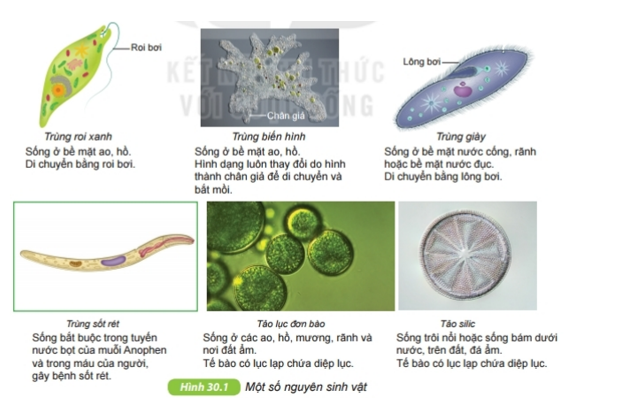 KẾT NỐI TRI THỨC
VỚI CUỘC SỐNG
Roi bơi
Chân giả
Lông bơi
Trùng roi xanh
Sống ở bề mặt ao, hồ.
Di chuyển bằng roi bơi.
Trùng biến hình
Sống ở bề mặt ao, hồ.
Hình dạng luôn thay đổi do hình
thành chân giả để di chuyển và
bắt mồi.
Trùng giày
Sống ở bề mặt nước cống, rãnh
hoặc bề mặt nước đục.
Di chuyển bằng lông bơi.
Trùng sốt rét
Sống bắt buộc trong tuyến
nước bọt của muỗi Anophen
và trong máu của người,
gây bệnh sốt rét.
Tảo lục đơn bào
Sống ở các ao, hồ, mương, rãnh và
nơi đất ẩm.
Tế bào có lục lạp chứa diệp lục.
Tảo silic
Sống trôi nổi hoặc sống bám dưới
nước, trên đất, đá ẩm.
Tế bào có lục lạp chứa diệp lục.
Hình 30.1 Một số nguyên sinh vật